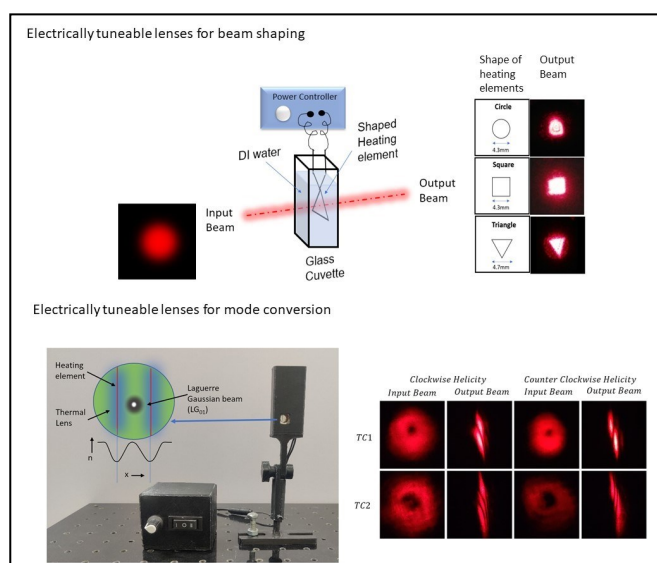 Electrically tuneable lenses for beam shaping
Power Controller
DI water
Shaped
Heating
element
Input
Beam
Output
Beam
Glass
Cuvette
Shape of
heating
elements
Output
Beam
Circle
4.3mm
Square
4.3mm
Triangle
4.7mm
Electrically tuneable lenses for mode conversion
Heating
element
Thermal
Lens
Laguerre
Gaussian beam
(LG₀₁)
n
x
Clockwise Helicity
Counter Clockwise Helicity
Input Beam
Output Beam
Input Beam
Output Beam
TC1
TC2